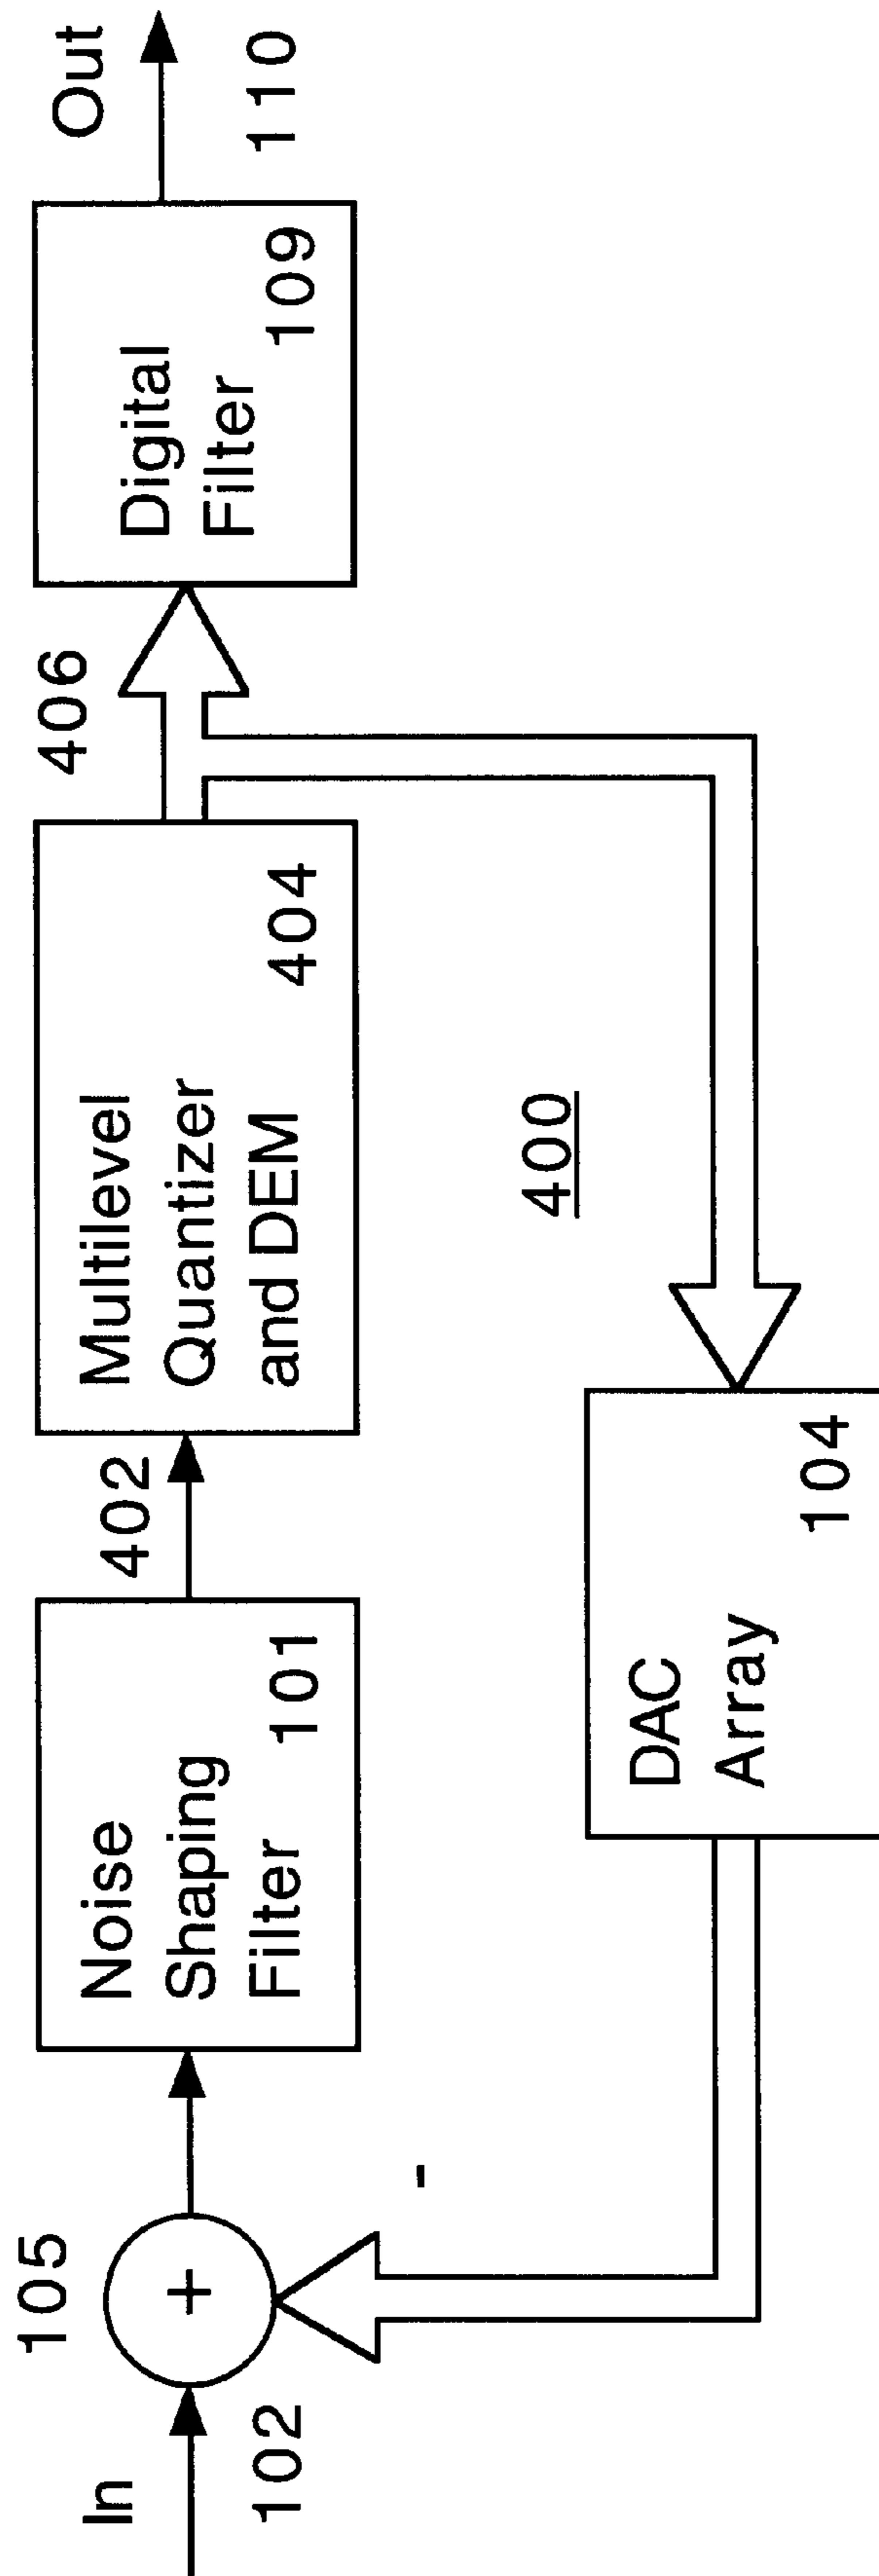 In
102
105
+
-
Noise
Shaping
Filter
101
402
Multilevel
Quantizer
and DEM
404
406
Digital
Filter
109
Out
110
400
DAC
Array
104